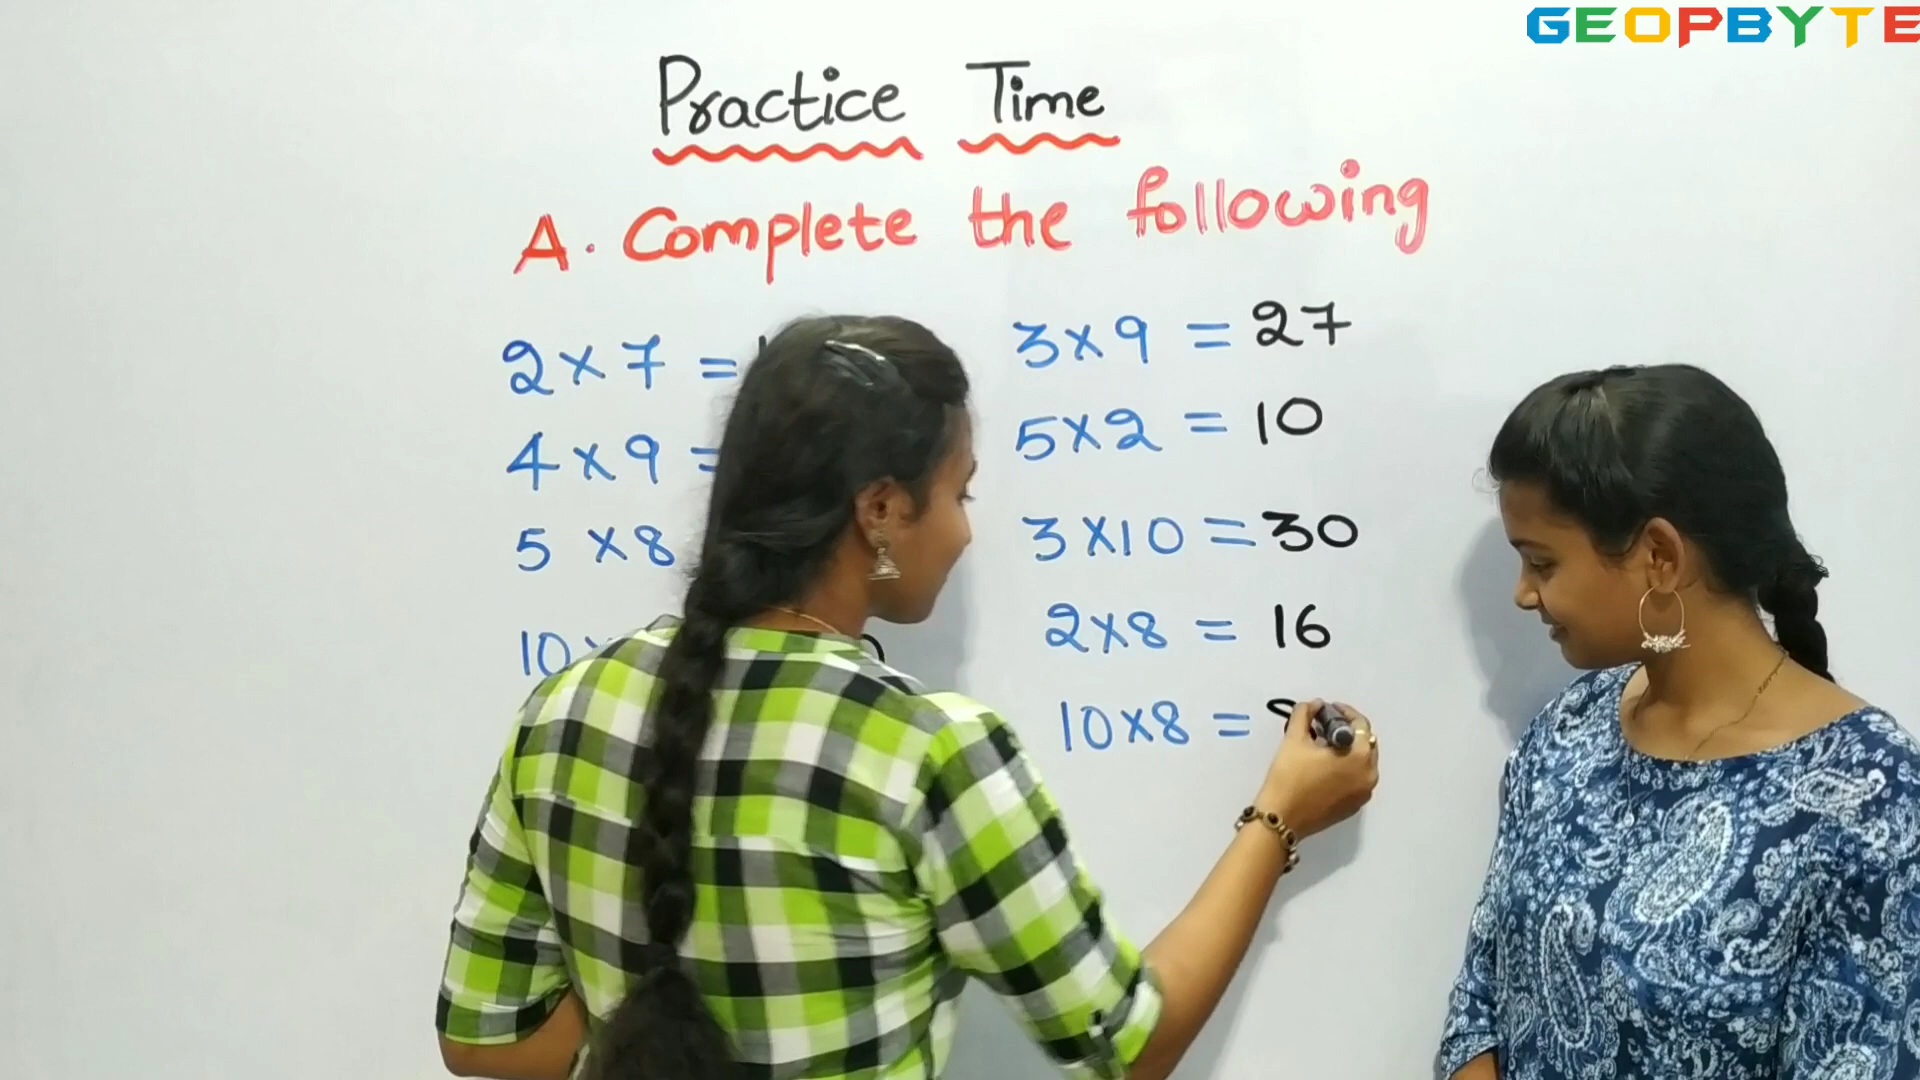 GEOPBYTE
Practice Time
A. Complete the following
2 × 7 =
4 × 9 =
5 × 8
10
3 × 9 = 27
5 × 2 = 10
3 × 10 = 30
2 × 8 = 16
10 × 8 =